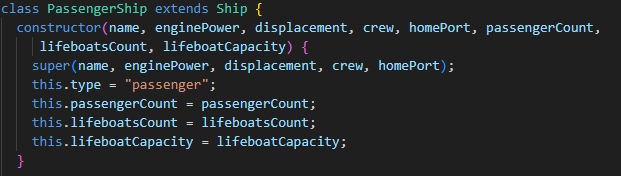 class PassengerShip extends Ship {
  constructor(name, enginePower, displacement, crew, homePort, passengerCount,
     lifeboatsCount, lifeboatCapacity) {
    super(name, enginePower, displacement, crew, homePort);
    this.type = "passenger";
    this.passengerCount = passengerCount;
    this.lifeboatsCount = lifeboatsCount;
    this.lifeboatCapacity = lifeboatCapacity;
  }